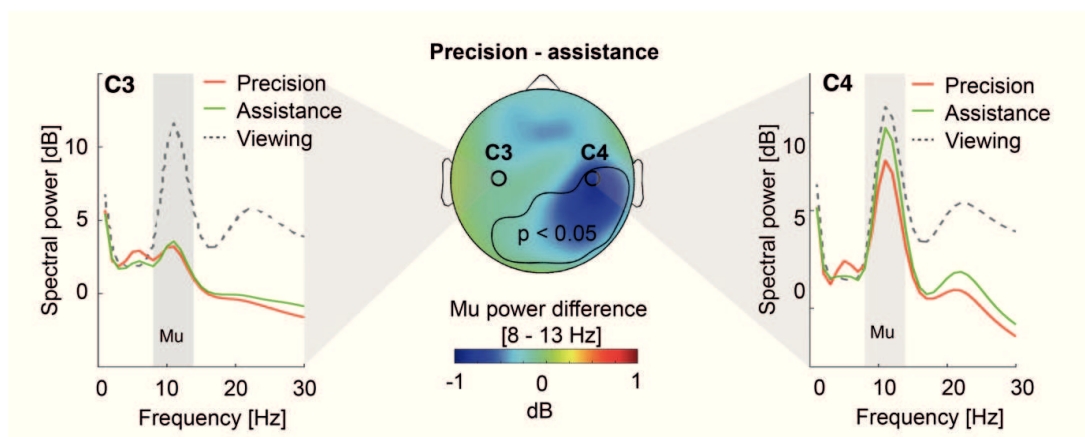 C3
Precision
Assistance
Viewing
Spectral power [dB]
10
5
0
Mu
0 10 20 30
Frequency [Hz]
Precision - assistance
C3 C4
p < 0.05
Mu power difference
[8 - 13 Hz]
-1 0 1
dB
C4
Precision
Assistance
Viewing
Spectral power [dB]
10
5
0
Mu
0 10 20 30
Frequency [Hz]